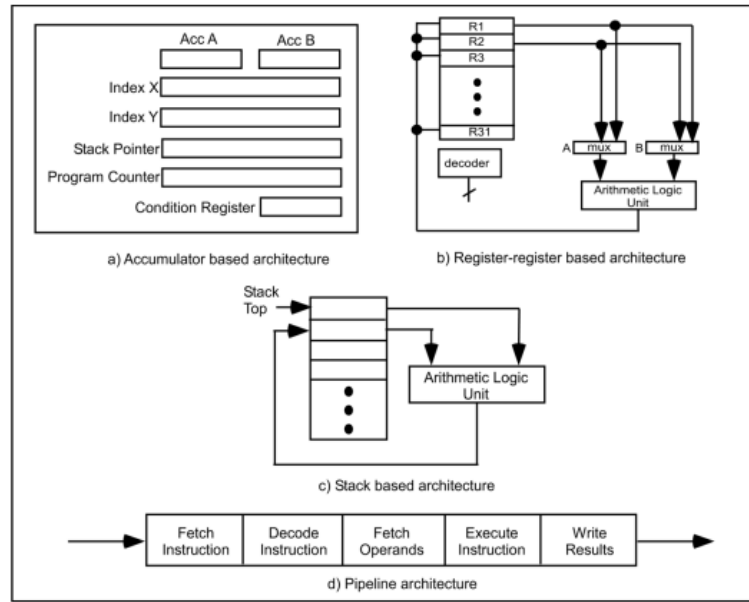 Acc A
Acc B
Index X
Index Y
Stack Pointer
Program Counter
Condition Register
a) Accumulator based architecture
R1
R2
R3
R31
decoder
A
mux
B
mux
Arithmetic Logic
Unit
b) Register-register based architecture
Stack
Top
Arithmetic Logic
Unit
c) Stack based architecture
Fetch
Instruction
Decode
Instruction
Fetch
Operands
Execute
Instruction
Write
Results
d) Pipeline architecture